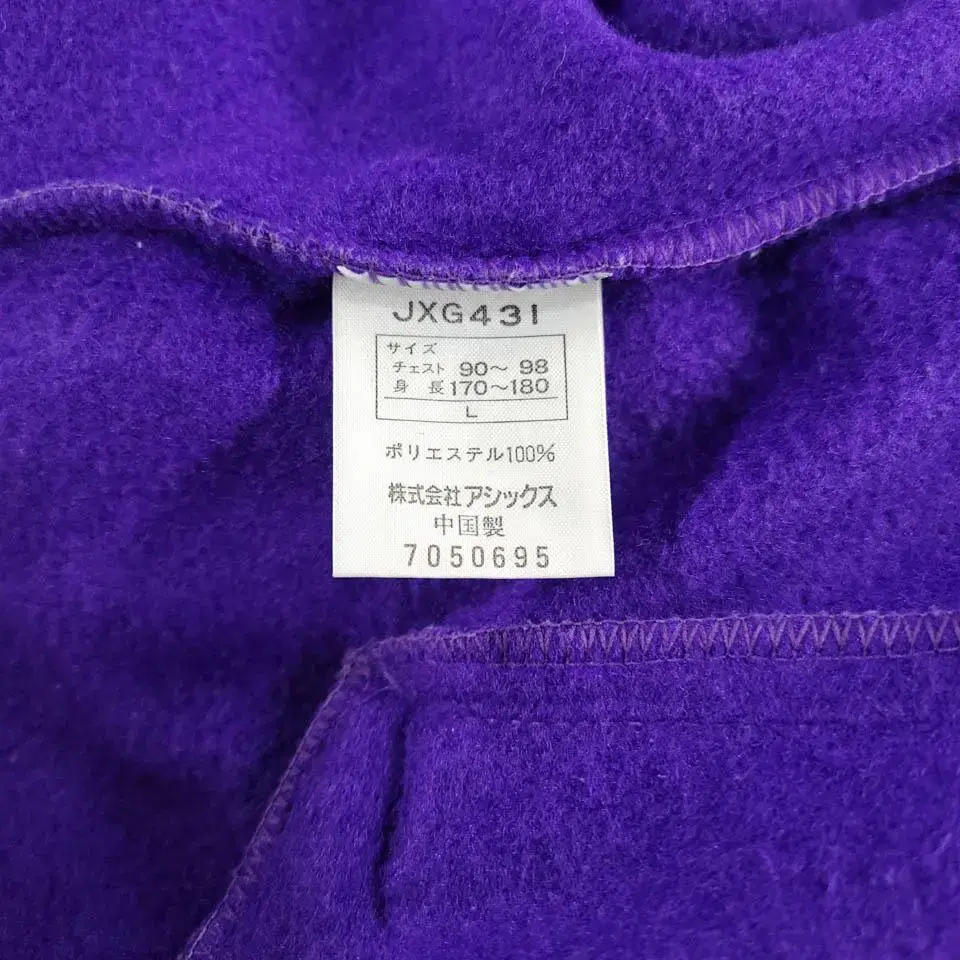 JXG431
サイズ
チェスト 90～ 98
身 長 170～180
L
ポリエステル100%
株式会社アシックス
中国製
7050695